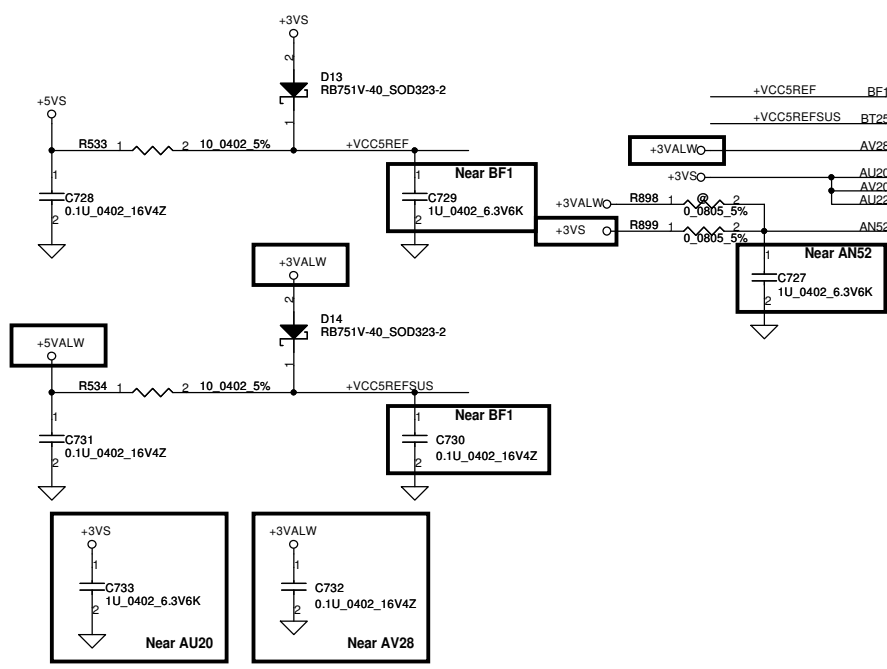 +3VS
2
D13
RB751V-40_SOD323-2
1
+5VS
R533 1 2 10_0402_5% +VCC5REF
1
C728
0.1U_0402_16V4Z
2
Near BF1
1
C729
1U_0402_6.3V6K
2
+VCC5REF BF1
+VCC5REFSUS BT25
+3VALW AV28
+3VS AU20
AV20
AU22
+3VALW R898 1 @ 2
0_0805_5%
+3VS R899 1 2 AN52
0_0805_5%
Near AN52
1
C727
1U_0402_6.3V6K
2
+3VALW
2
D14
RB751V-40_SOD323-2
1
+5VALW
R534 1 2 10_0402_5% +VCC5REFSUS
1
C731
0.1U_0402_16V4Z
2
Near BF1
1
C730
0.1U_0402_16V4Z
2
+3VS
1
C733
1U_0402_6.3V6K
2
Near AU20
+3VALW
1
C732
0.1U_0402_16V4Z
2
Near AV28